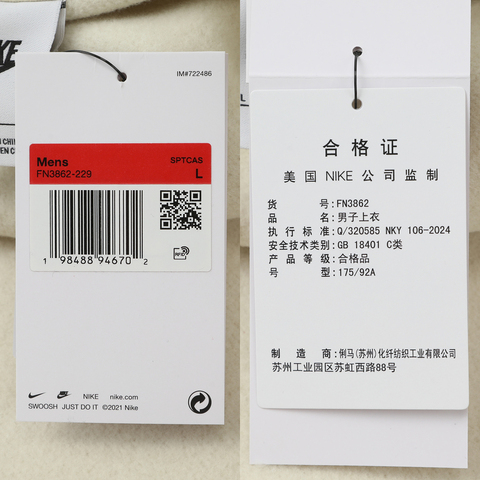 IM#722486
Mens SPTCAS
FN3862-229 L
1 98488 94670 2
RFID
NIKE nike.com
SWOOSH JUST DO IT ©2021 Nike
合格证
美国 NIKE 公司监制
货号:FN3862
品名:男子上衣
执行标准:Q/320585 NKY 106-2024
安全技术类别:GB 18401 C类
产品等级:合格品
号型:175/92A
制造商:俐马(苏州)化纤纺织工业有限公司
苏州工业园区苏虹西路88号